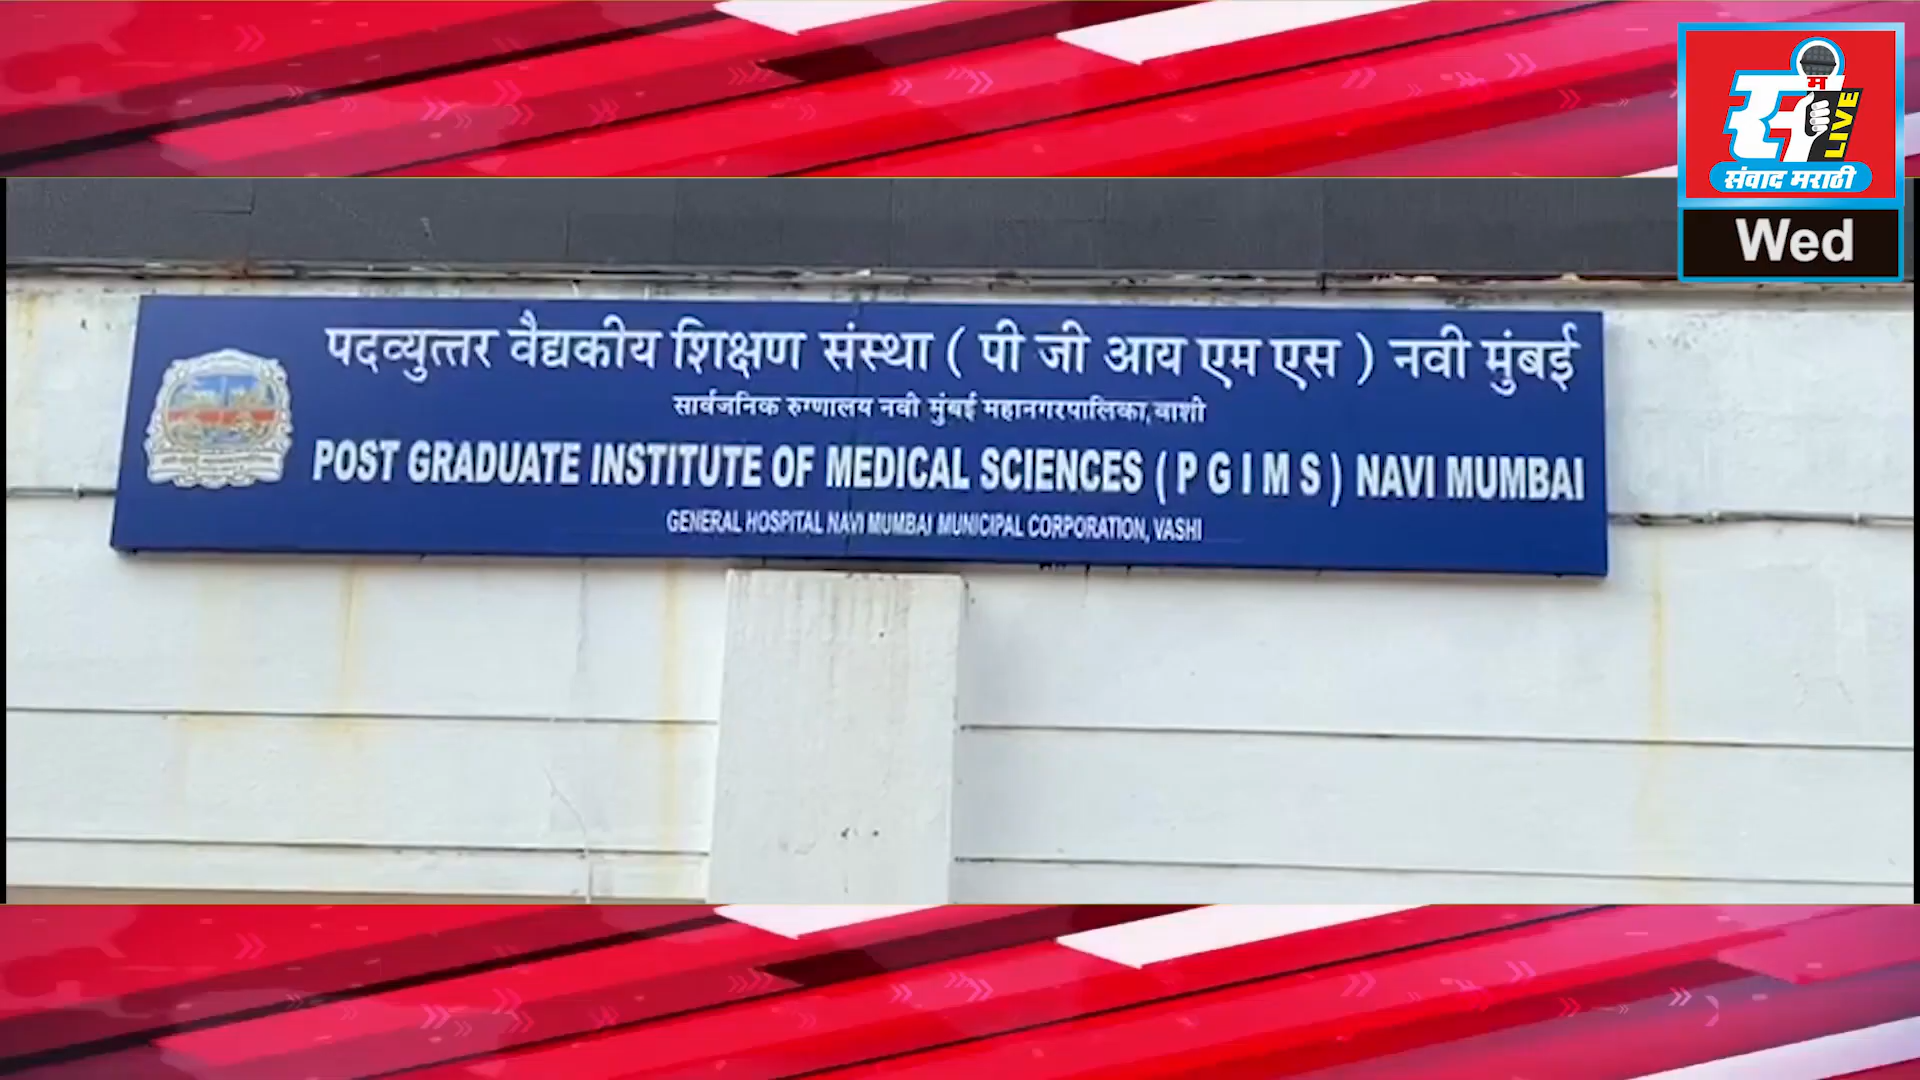 पदव्युत्तर वैद्यकीय शिक्षण संस्था ( पी जी आय एम एस ) नवी मुंबई
सार्वजनिक रुग्णालय नवी मुंबई महानगरपालिका, वाशी
POST GRADUATE INSTITUTE OF MEDICAL SCIENCES ( P G I M S ) NAVI MUMBAI
GENERAL HOSPITAL NAVI MUMBAI MUNICIPAL CORPORATION, VASHI
म
LIVE
संवाद मराठी
Wed